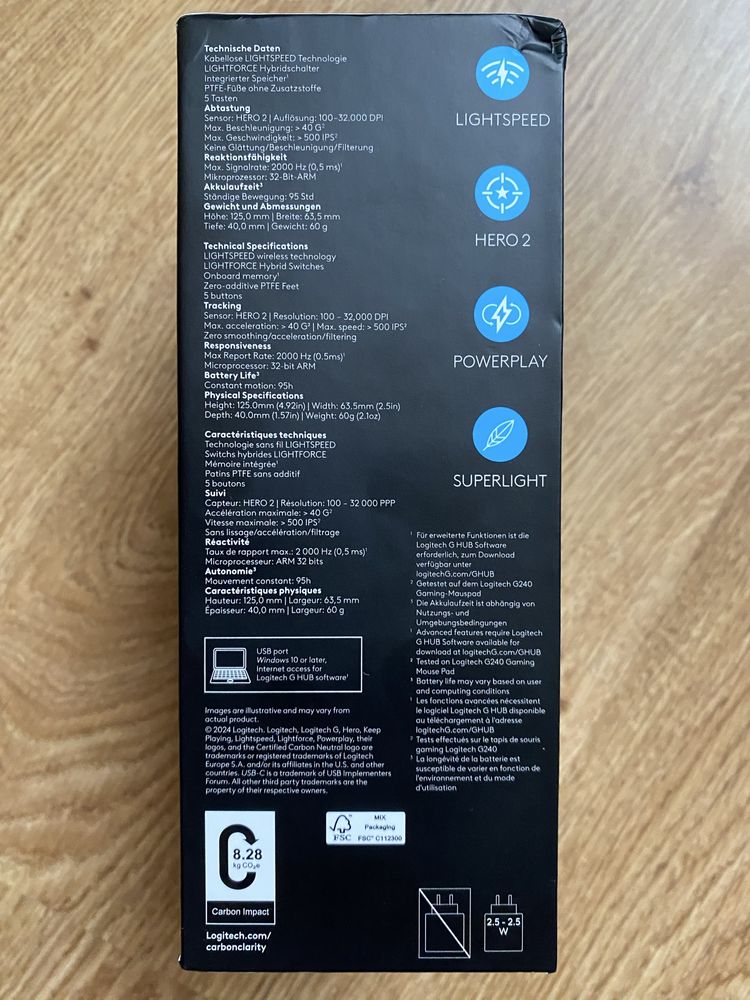 Technische Daten
Kabellose LIGHTSPEED Technologie
LIGHTFORCE Hybridschalter
Integrierter Speicher¹
PTFE-Füße ohne Zusatzstoffe
5 Tasten
Abtastung
Sensor: HERO 2 | Auflösung: 100–32.000 DPI
Max. Beschleunigung: > 40 G²
Max. Geschwindigkeit: > 500 IPS²
Keine Glättung/Beschleunigung/Filterung
Reaktionsfähigkeit
Max. Signalrate: 2000 Hz (0,5 ms)¹
Mikroprozessor: 32-Bit-ARM
Akkulaufzeit³
Ständige Bewegung: 95 Std
Gewicht und Abmessungen
Höhe: 125,0 mm | Breite: 63,5 mm
Tiefe: 40,0 mm | Gewicht: 60 g
Technical Specifications
LIGHTSPEED wireless technology
LIGHTFORCE Hybrid Switches
Onboard memory¹
Zero-additive PTFE Feet
5 buttons
Tracking
Sensor: HERO 2 | Resolution: 100 – 32,000 DPI
Max. acceleration: > 40 G² | Max. speed: > 500 IPS²
Zero smoothing/acceleration/filtering
Responsiveness
Max Report Rate: 2000 Hz (0.5ms)¹
Microprocessor: 32-bit ARM
Battery Life³
Constant motion: 95h
Physical Specifications
Height: 125.0mm (4.92in) | Width: 63.5mm (2.5in)
Depth: 40.0mm (1.57in) | Weight: 60g (2.1oz)
Caractéristiques techniques
Technologie sans fil LIGHTSPEED
Switchs hybrides LIGHTFORCE
Mémoire intégrée¹
Patins PTFE sans additif
5 boutons
Suivi
Capteur: HERO 2 | Résolution: 100 – 32 000 PPP
Accélération maximale: > 40 G²
Vitesse maximale: > 500 IPS²
Sans lissage/accélération/filtrage
Réactivité
Taux de rapport max.: 2 000 Hz (0,5 ms)¹
Microprocesseur: ARM 32 bits
Autonomie³
Mouvement constant: 95h
Caractéristiques physiques
Hauteur: 125,0 mm | Largeur: 63,5 mm
Épaisseur: 40,0 mm | Largeur: 60 g
USB port
Windows 10 or later,
Internet access for
Logitech G HUB software¹
Images are illustrative and may vary from
actual product.
© 2024 Logitech. Logitech, Logitech G, Hero, Keep
Playing, Lightspeed, Lightforce, Powerplay, their
logos, and the Certified Carbon Neutral logo are
trademarks or registered trademarks of Logitech
Europe S.A. and/or its affiliates in the U.S. and other
countries. USB-C is a trademark of USB Implementers
Forum. All other third party trademarks are the
property of their respective owners.
8.28
kg CO₂e
Carbon Impact
Logitech.com/
carbonclarity
FSC
MIX
Packaging
FSC™ C112300
LIGHTSPEED
HERO 2
POWERPLAY
SUPERLIGHT
¹ Für erweiterte Funktionen ist die
Logitech G HUB Software
erforderlich, zum Download
verfügbar unter
logitechG.com/GHUB
² Getestet auf dem Logitech G240
Gaming-Mauspad
³ Die Akkulaufzeit ist abhängig von
Nutzungs- und
Umgebungsbedingungen
¹ Advanced features require Logitech
G HUB Software available for
download at logitechG.com/GHUB
² Tested on Logitech G240 Gaming
Mouse Pad
³ Battery life may vary based on user
and computing conditions
¹ Les fonctions avancées nécessitent
le logiciel Logitech G HUB disponible
au téléchargement à l'adresse
logitechG.com/GHUB
² Tests effectués sur le tapis de souris
gaming Logitech G240
³ La longévité de la batterie est
susceptible de varier en fonction de
l'environnement et du mode
d'utilisation
2.5 - 2.5
W